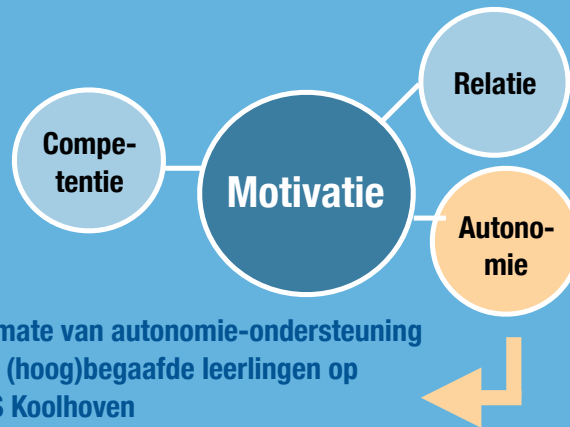 Relatie
Compe-
tentie
Motivatie
Autono-
mie
mate van autonomie-ondersteuning
(hoog)begaafde leerlingen op
S Koolhoven